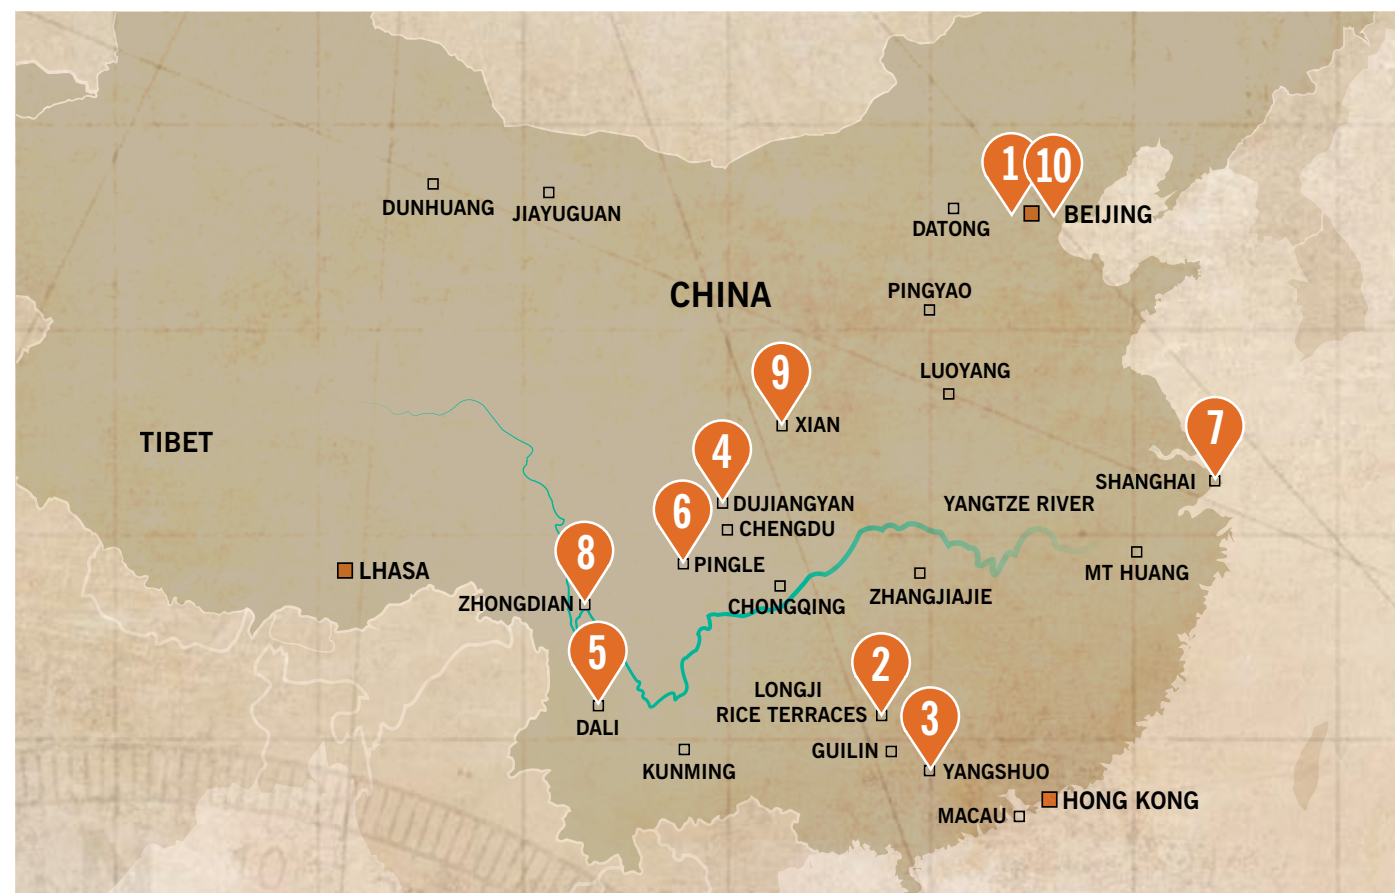 1
10
DUNHUANG
JIAYUGUAN
DATONG
BEIJING
PINGYAO
CHINA
9
LUOYANG
XIAN
7
TIBET
4
SHANGHAI
6
DUJIANGYAN
YANGTZE RIVER
CHENGDU
8
PINGLE
LHASA
MT HUANG
ZHONGDIAN
CHONGQING
ZHANGJIAJIE
5
2
LONGJI
RICE TERRACES
3
DALI
GUILIN
KUNMING
YANGSHUO
HONG KONG
MACAU